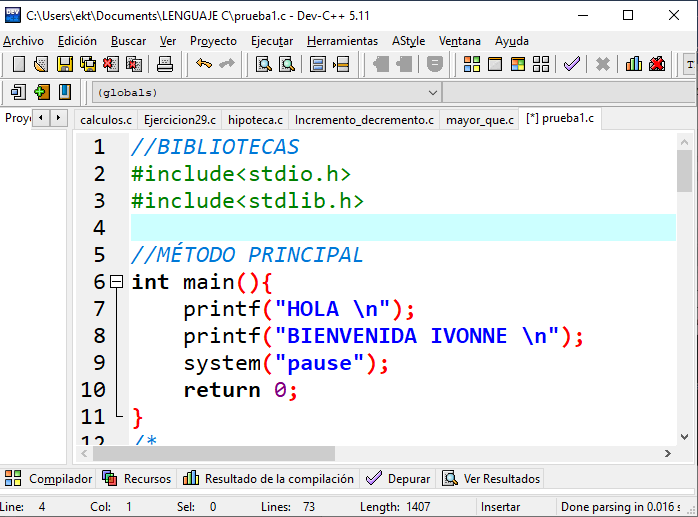 C:\Users\ekt\Documents\LENGUAJE C\prueba1.c - Dev-C++ 5.11
Archivo Edición Buscar Ver Proyecto Ejecutar Herramientas AStyle Ventana Ayuda
(globals)
Proye calculos.c Ejercicion29.c hipoteca.c Incremento_decremento.c mayor_que.c [*] prueba1.c
1 //BIBLIOTECAS
2 #include<stdio.h>
3 #include<stdlib.h>
4
5 //MÉTODO PRINCIPAL
6 int main(){
7 printf("HOLA \n");
8 printf("BIENVENIDA IVONNE \n");
9 system("pause");
10 return 0;
11 }
12 /*
Compilador Recursos Resultado de la compilación Depurar Ver Resultados
Line: 4 Col: 1 Sel: 0 Lines: 73 Length: 1407 Insertar Done parsing in 0.016 s